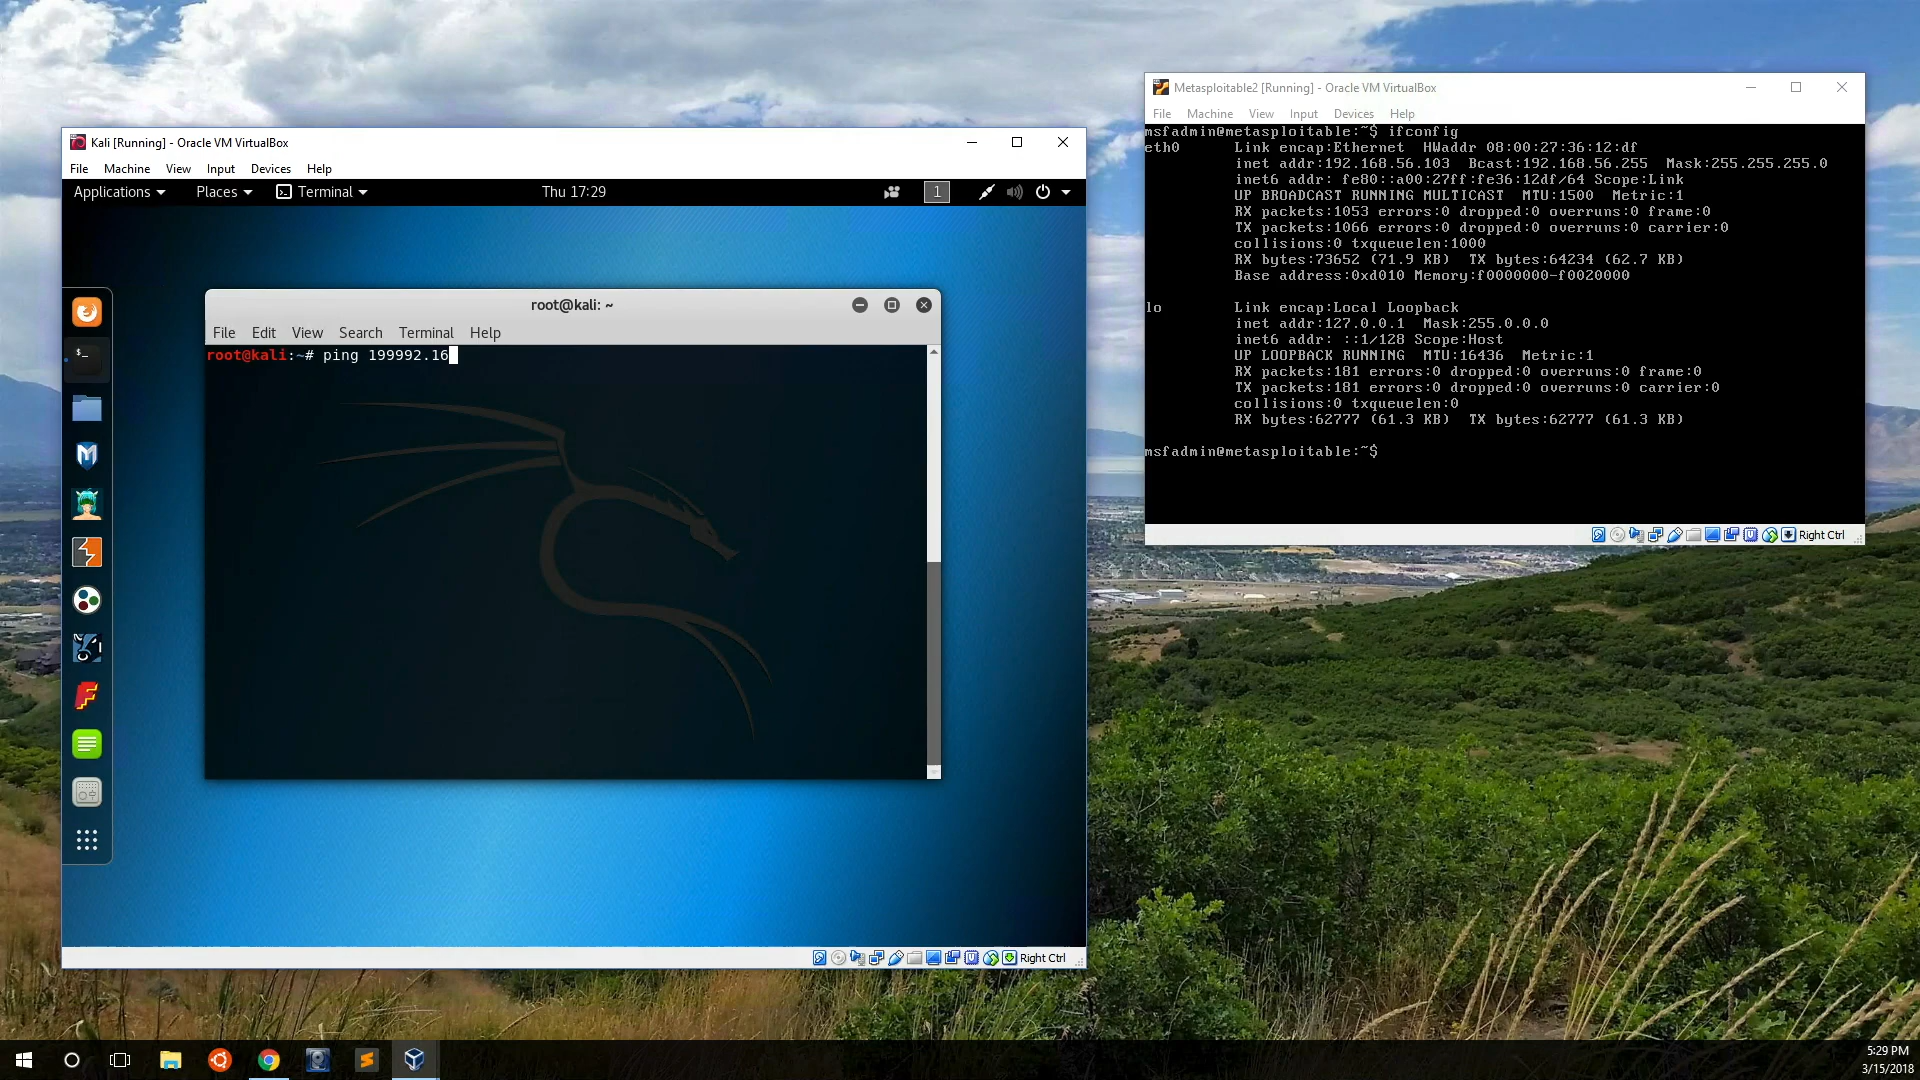 Kali [Running] - Oracle VM VirtualBox
File Machine View Input Devices Help
Applications Places Terminal Thu 17:29 1
root@kali: ~
File Edit View Search Terminal Help
root@kali:~# ping 199992.16
Right Ctrl
Metasploitable2 [Running] - Oracle VM VirtualBox
File Machine View Input Devices Help
msfadmin@metasploitable:~$ ifconfig
eth0 Link encap:Ethernet HWaddr 08:00:27:36:12:df
inet addr:192.168.56.103 Bcast:192.168.56.255 Mask:255.255.255.0
inet6 addr: fe80::a00:27ff:fe36:12df/64 Scope:Link
UP BROADCAST RUNNING MULTICAST MTU:1500 Metric:1
RX packets:1053 errors:0 dropped:0 overruns:0 frame:0
TX packets:1066 errors:0 dropped:0 overruns:0 carrier:0
collisions:0 txqueuelen:1000
RX bytes:73652 (71.9 KB) TX bytes:64234 (62.7 KB)
Base address:0xd010 Memory:f0000000-f0020000
lo Link encap:Local Loopback
inet addr:127.0.0.1 Mask:255.0.0.0
inet6 addr: ::1/128 Scope:Host
UP LOOPBACK RUNNING MTU:16436 Metric:1
RX packets:181 errors:0 dropped:0 overruns:0 frame:0
TX packets:181 errors:0 dropped:0 overruns:0 carrier:0
collisions:0 txqueuelen:0
RX bytes:62777 (61.3 KB) TX bytes:62777 (61.3 KB)
msfadmin@metasploitable:~$
Right Ctrl
5:29 PM
3/15/2018